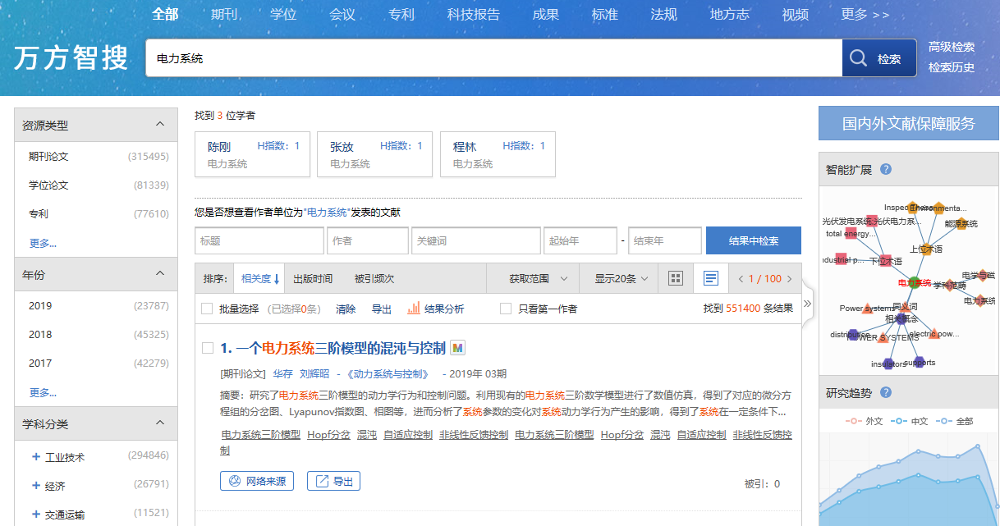 全部 期刊 学位 会议 专利 科技报告 成果 标准 法规 地方志 视频 更多 >>
万方智搜
电力系统
检索
高级检索
检索历史
资源类型
期刊论文 (315495)
学位论文 (81339)
专利 (77610)
更多...
年份
2019 (23787)
2018 (45325)
2017 (42279)
更多...
学科分类
+ 工业技术 (294846)
+ 经济 (26791)
+ 交通运输 (11521)
找到 3 位学者
陈刚 H指数：1
电力系统
张放 H指数：1
电力系统
程林 H指数：1
电力系统
您是否想查看作者单位为"电力系统"发表的文献
标题 作者 关键词 起始年 - 结束年 结果中检索
排序: 相关度 出版时间 被引频次 获取范围 显示20条 1 / 100
批量选择 (已选择0条) 清除 导出 结果分析 只看第一作者 找到 551400 条结果
1. 一个电力系统三阶模型的混沌与控制 M
[期刊论文] 华存 刘辉昭 - 《动力系统与控制》 - 2019年 03期
摘要：研究了电力系统三阶模型的动力学行为和控制问题。利用现有的电力系统三阶数学模型进行了数值仿真，得到了对应的微分方
程组的分岔图、Lyapunov指数图、相图等，进而分析了系统参数的变化对系统动力学行为产生的影响，得到了系统在一定条件下...
电力系统三阶模型 Hopf分岔 混沌 自适应控制 非线性反馈控制 电力系统三阶模型 Hopf分岔 混沌 自适应控制 非线性反馈控
制
网络来源 导出
被引：0
国内外文献保障服务
智能扩展 ?
environmenta...
光伏发电系统 光伏电力系...
能源系统
total energy...
上位术语
industrial p...
下位术语
电学与磁
电力系统
学科范畴
电力系统
Power systems
同义词
相关概念
distribution
POWER SYSTEMS
electric pow...
insulators
supports
研究趋势 ?
外文 中文 全部